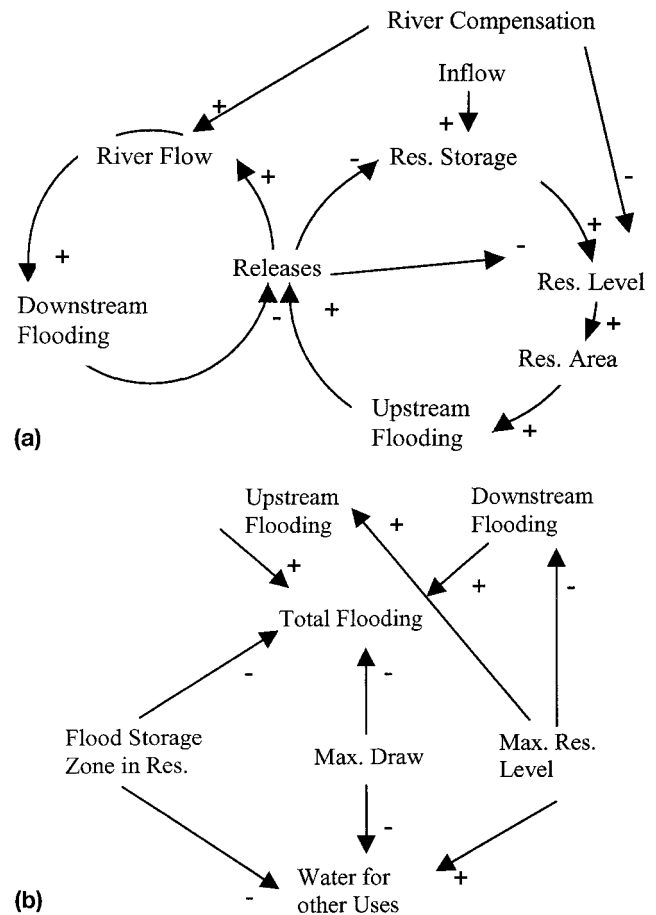 River Compensation
Inflow
+
+
River Flow
-
Res. Storage
+
-
+
+
Releases
-
Res. Level
Downstream
Flooding
-
+
+
Res. Area
Upstream
Flooding
+
(a)
Upstream
Flooding
+
Downstream
Flooding
+
+
-
Total Flooding
-
-
Flood Storage
Zone in Res.
Max. Draw
Max. Res.
Level
-
Water for
other Uses
+
-
(b)